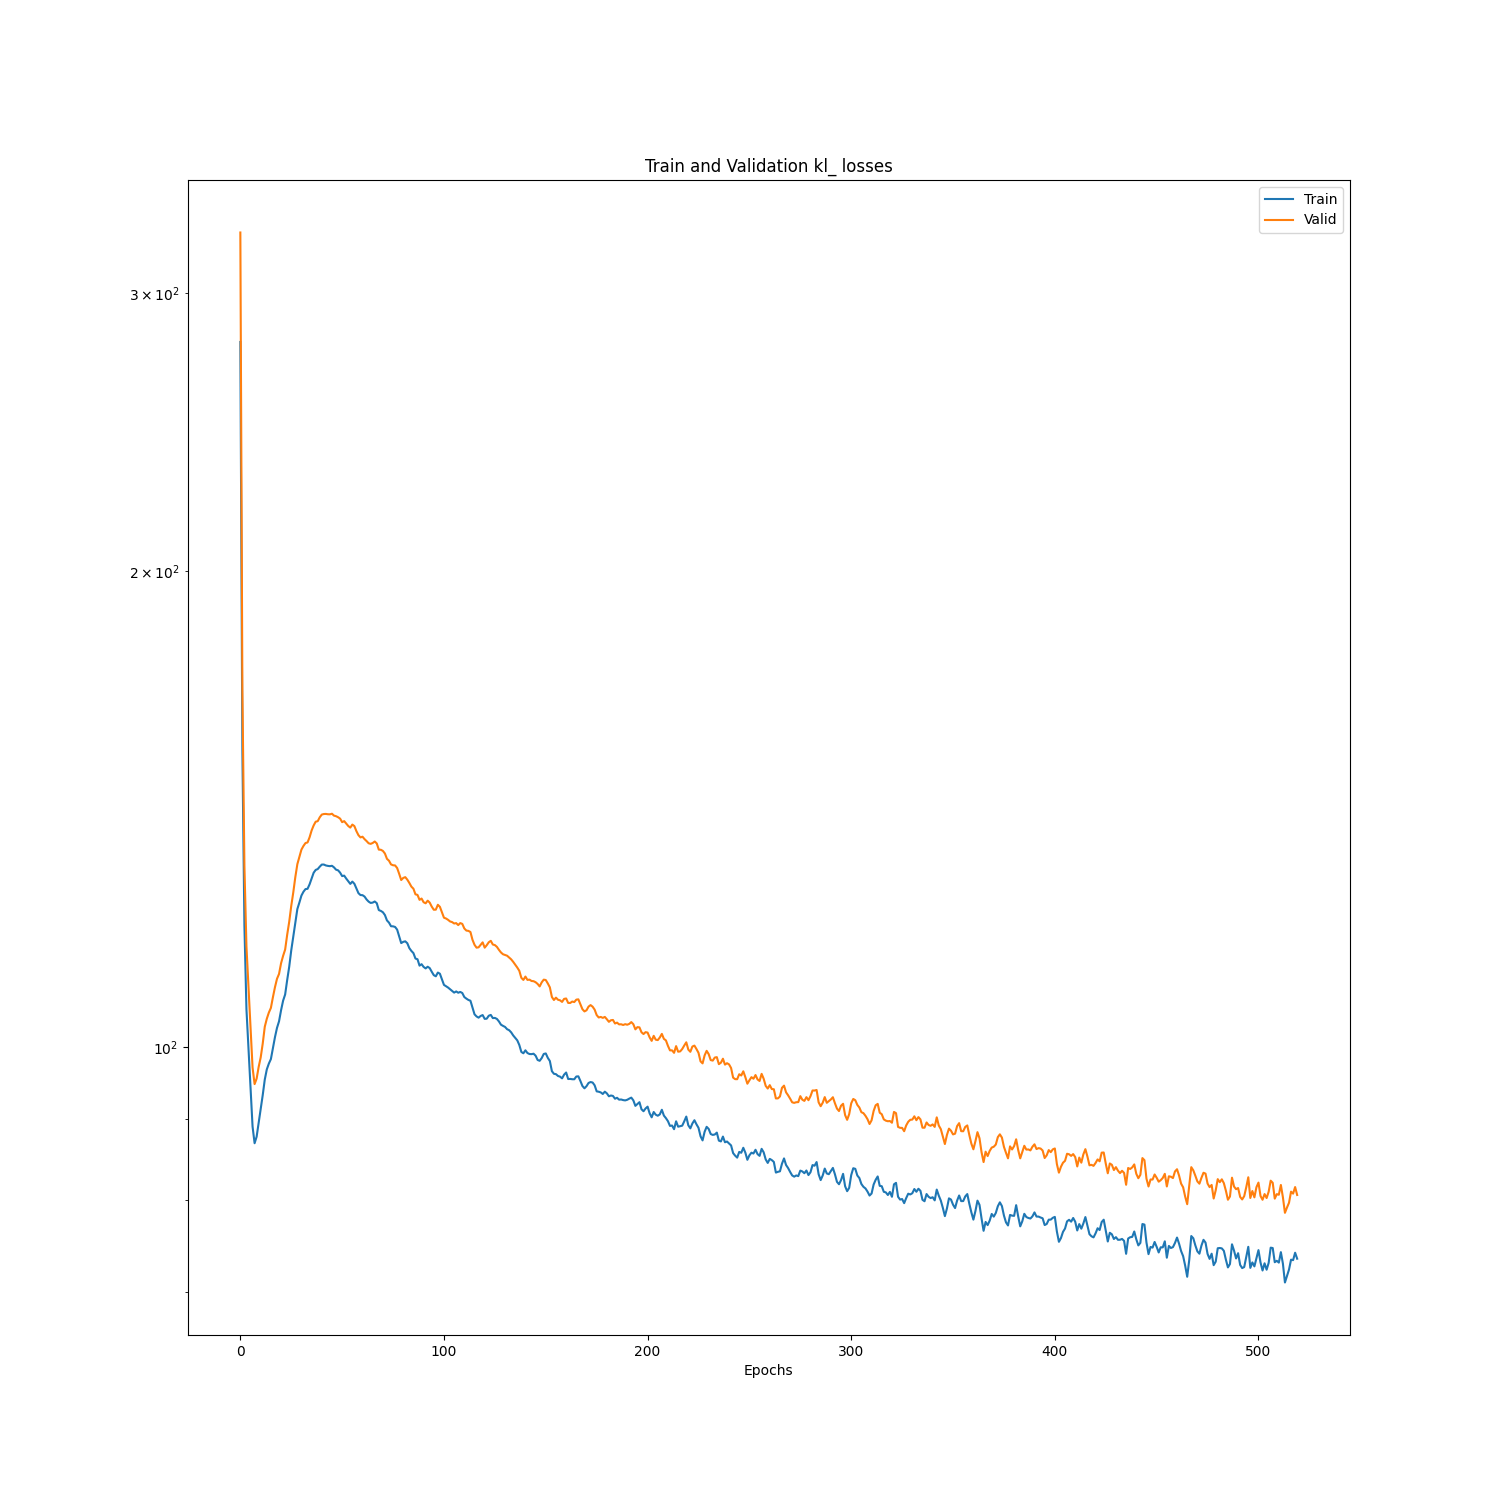 Train and Validation kl_ losses
Train
Valid
3 × 10²
2 × 10²
10²
0 100 200 300 400 500
Epochs